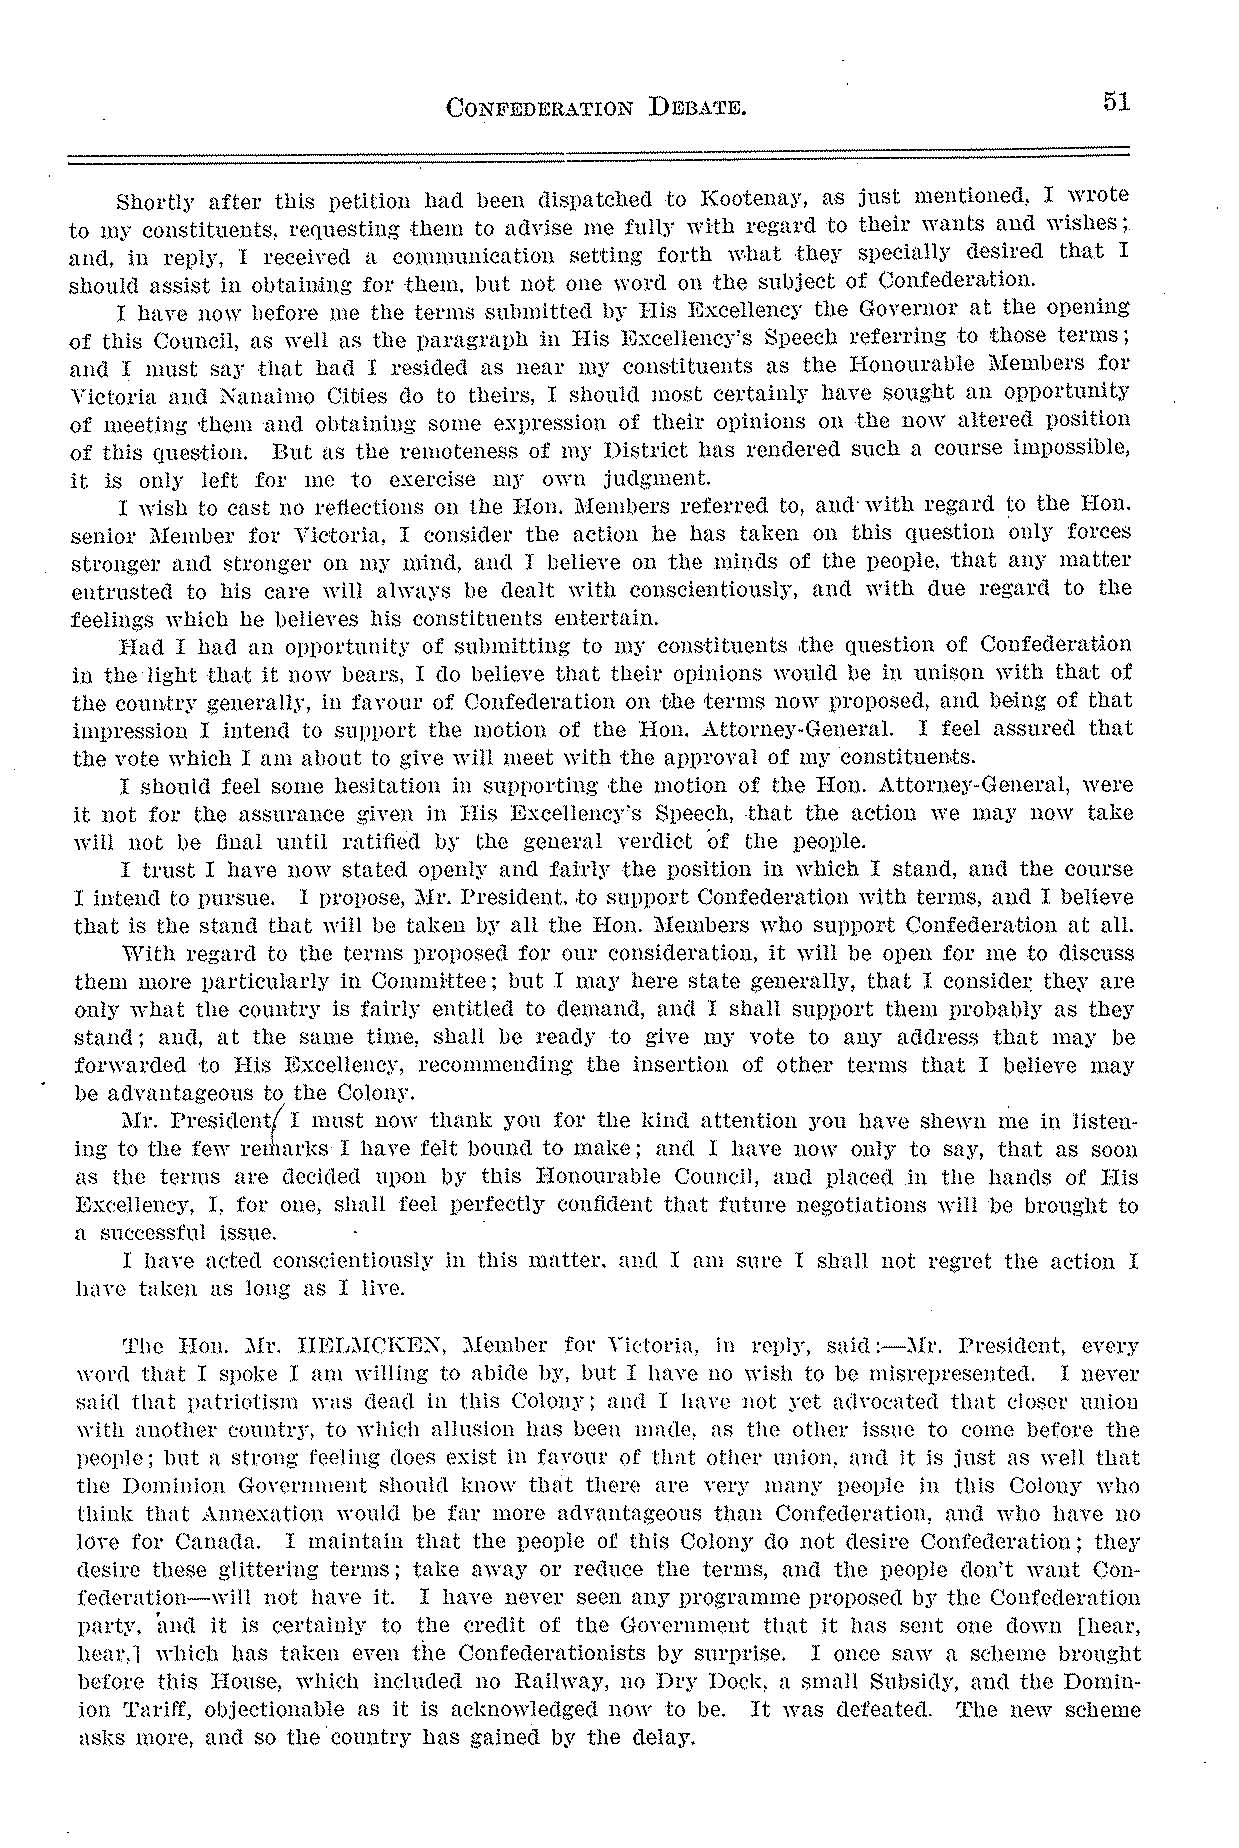 CONFEDERATION DEBATE. 51
Shortly after this petition had been dispatched to Kootenay, as just mentioned, I wrote
to my constituents, requesting them to advise me fully with regard to their wants and wishes;
and, in reply, I received a communication setting forth what they specially desired that I
should assist in obtaining for them, but not one word on the subject of Confederation.
I have now before me the terms submitted by His Excellency the Governor at the opening
of this Council, as well as the paragraph in His Excellency's Speech referring to those terms;
and I must say that had I resided as near my constituents as the Honourable Members for
Victoria and Nanaimo Cities do to theirs, I should most certainly have sought an opportunity
of meeting them and obtaining some expression of their opinions on the now altered position
of this question. But as the remoteness of my District has rendered such a course impossible,
it is only left for me to exercise my own judgment.
I wish to cast no reflections on the Hon. Members referred to, and with regard to the Hon.
senior Member for Victoria, I consider the action he has taken on this question only forces
stronger and stronger on my mind, and I believe on the minds of the people, that any matter
entrusted to his care will always be dealt with conscientiously, and with due regard to the
feelings which he believes his constituents entertain.
Had I had an opportunity of submitting to my constituents the question of Confederation
in the light that it now bears, I do believe that their opinions would be in unison with that of
the country generally, in favour of Confederation on the terms now proposed, and being of that
impression I intend to support the motion of the Hon. Attorney-General. I feel assured that
the vote which I am about to give will meet with the approval of my constituents.
I should feel some hesitation in supporting the motion of the Hon. Attorney-General, were
it not for the assurance given in His Excellency's Speech, that the action we may now take
will not be final until ratified by the general verdict of the people.
I trust I have now stated openly and fairly the position in which I stand, and the course
I intend to pursue. I propose, Mr. President, to support Confederation with terms, and I believe
that is the stand that will be taken by all the Hon. Members who support Confederation at all.
With regard to the terms proposed for our consideration, it will be open for me to discuss
them more particularly in Committee; but I may here state generally, that I consider they are
only what the country is fairly entitled to demand, and I shall support them probably as they
stand; and, at the same time, shall be ready to give my vote to any address that may be
forwarded to His Excellency, recommending the insertion of other terms that I believe may
be advantageous to the Colony.
Mr. President, I must now thank you for the kind attention you have shewn me in listen-
ing to the few remarks I have felt bound to make; and I have now only to say, that as soon
as the terms are decided upon by this Honourable Council, and placed in the hands of His
Excellency, I, for one, shall feel perfectly confident that future negotiations will be brought to
a successful issue.
I have acted conscientiously in this matter, and I am sure I shall not regret the action I
have taken as long as I live.
The Hon. Mr. HELMCKEN, Member for Victoria, in reply, said:—Mr. President, every
word that I spoke I am willing to abide by, but I have no wish to be misrepresented. I never
said that patriotism was dead in this Colony; and I have not yet advocated that closer union
with another country, to which allusion has been made, as the other issue to come before the
people; but a strong feeling does exist in favour of that other union, and it is just as well that
the Dominion Government should know that there are very many people in this Colony who
think that Annexation would be far more advantageous than Confederation, and who have no
love for Canada. I maintain that the people of this Colony do not desire Confederation; they
desire these glittering terms; take away or reduce the terms, and the people don't want Con-
federation—will not have it. I have never seen any programme proposed by the Confederation
party, and it is certainly to the credit of the Government that it has sent one down [hear,
hear,] which has taken even the Confederationists by surprise. I once saw a scheme brought
before this House, which included no Railway, no Dry Dock, a small Subsidy, and the Domin-
ion Tariff, objectionable as it is acknowledged now to be. It was defeated. The new scheme
asks more, and so the country has gained by the delay.